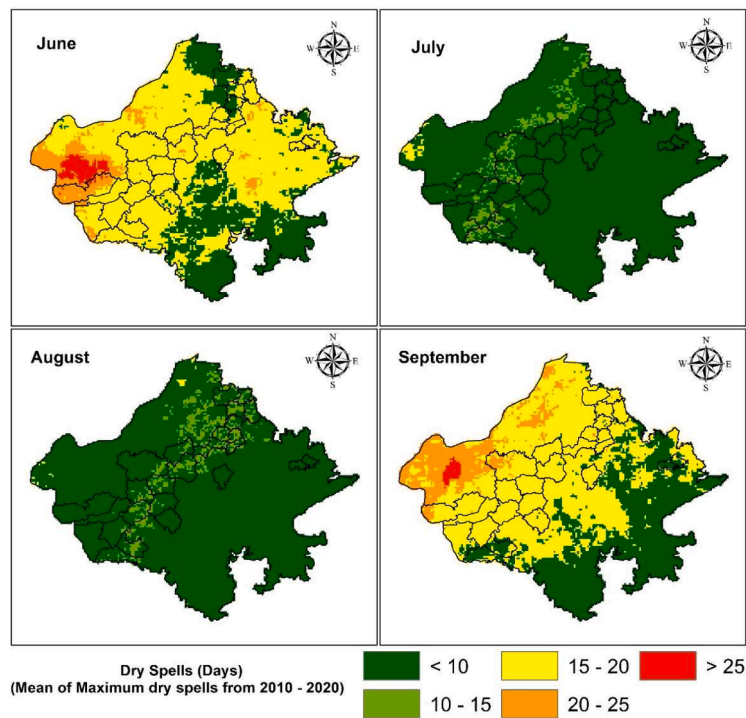 June
N
W E
S
July
N
W E
S
August
N
W E
S
September
N
W E
S
Dry Spells (Days)
(Mean of Maximum dry spells from 2010 - 2020)
< 10
15 - 20
> 25
10 - 15
20 - 25